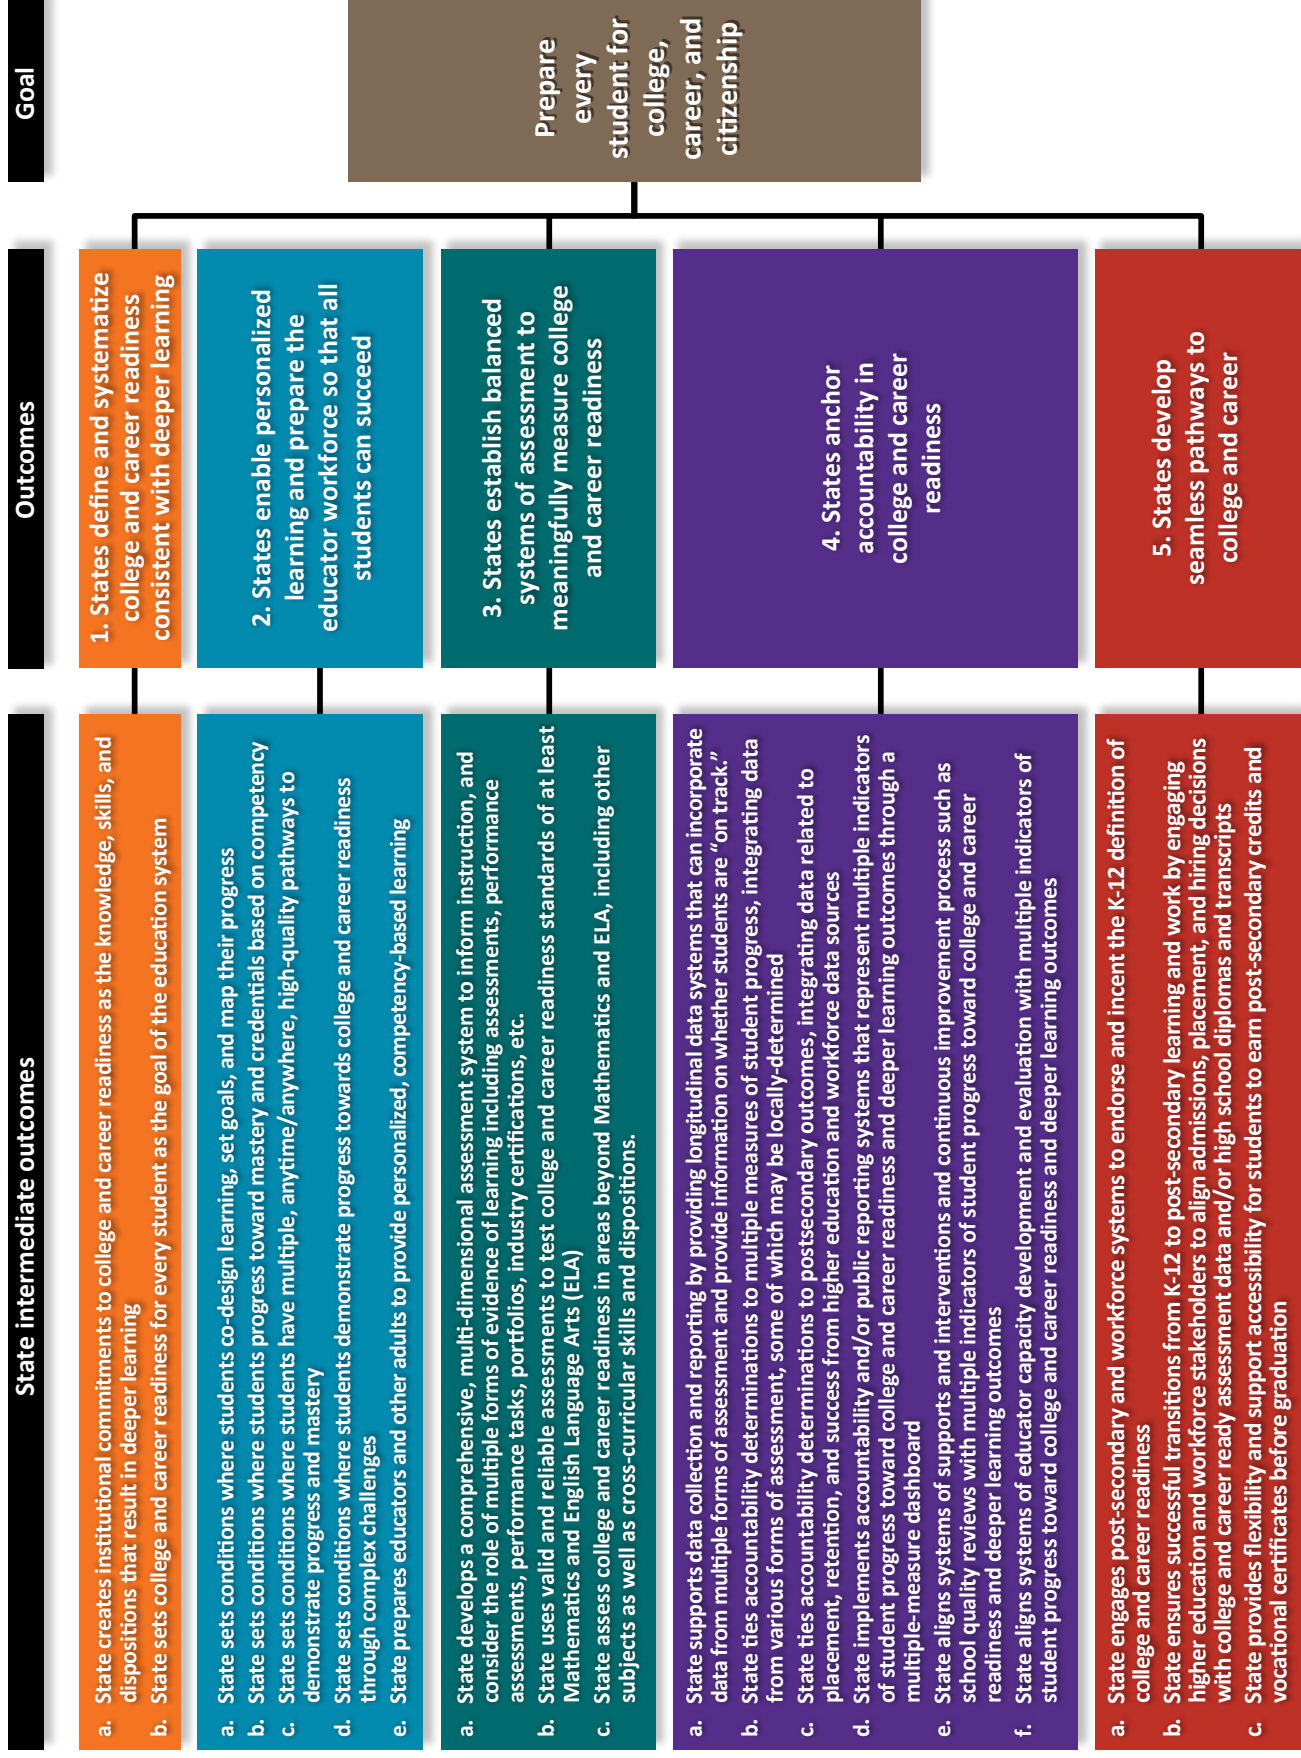 State intermediate outcomes
Outcomes
Goal
a. State creates institutional commitments to college and career readiness as the knowledge, skills, and
dispositions that result in deeper learning
b. State sets college and career readiness for every student as the goal of the education system
1. States define and systematize
college and career readiness
consistent with deeper learning
a. State sets conditions where students co-design learning, set goals, and map their progress
b. State sets conditions where students progress toward mastery and credentials based on competency
c. State sets conditions where students have multiple, anytime/anywhere, high-quality pathways to
demonstrate progress and mastery
d. State sets conditions where students demonstrate progress towards college and career readiness
through complex challenges
e. State prepares educators and other adults to provide personalized, competency-based learning
2. States enable personalized
learning and prepare the
educator workforce so that all
students can succeed
a. State develops a comprehensive, multi-dimensional assessment system to inform instruction, and
consider the role of multiple forms of evidence of learning including assessments, performance
assessments, performance tasks, portfolios, industry certifications, etc.
b. State uses valid and reliable assessments to test college and career readiness standards of at least
Mathematics and English Language Arts (ELA)
c. State assess college and career readiness in areas beyond Mathematics and ELA, including other
subjects as well as cross-curricular skills and dispositions.
3. States establish balanced
systems of assessment to
meaningfully measure college
and career readiness
a. State supports data collection and reporting by providing longitudinal data systems that can incorporate
data from multiple forms of assessment and provide information on whether students are “on track.”
b. State ties accountability determinations to multiple measures of student progress, integrating data
from various forms of assessment, some of which may be locally-determined
c. State ties accountability determinations to postsecondary outcomes, integrating data related to
placement, retention, and success from higher education and workforce data sources
d. State implements accountability and/or public reporting systems that represent multiple indicators
of student progress toward college and career readiness and deeper learning outcomes through a
multiple-measure dashboard
e. State aligns systems of supports and interventions and continuous improvement process such as
school quality reviews with multiple indicators of student progress toward college and career
readiness and deeper learning outcomes
f. State aligns systems of educator capacity development and evaluation with multiple indicators of
student progress toward college and career readiness and deeper learning outcomes
4. States anchor
accountability in
college and career
readiness
a. State engages post-secondary and workforce systems to endorse and incent the K-12 definition of
college and career readiness
b. State ensures successful transitions from K-12 to post-secondary learning and work by engaging
higher education and workforce stakeholders to align admissions, placement, and hiring decisions
with college and career ready assessment data and/or high school diplomas and transcripts
c. State provides flexibility and support accessibility for students to earn post-secondary credits and
vocational certificates before graduation
5. States develop
seamless pathways to
college and career
Prepare
every
student for
college,
career, and
citizenship